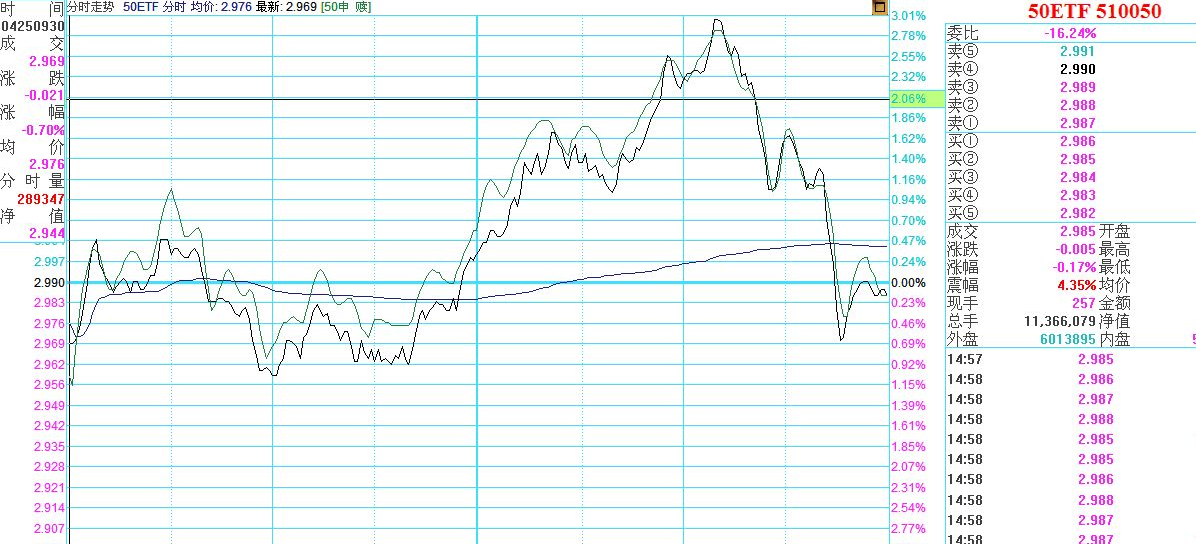 分时走势 50ETF 分时 均价: 2.976 最新: 2.969 [50申 赎]
时 间
04250930
成 交
2.969
涨 跌
-0.021
涨 幅
-0.70%
均 价
2.976
分 时 量
289347
净 值
2.944
2.997
2.990
2.983
2.976
2.969
2.962
2.956
2.949
2.942
2.935
2.928
2.921
2.914
2.907
3.01%
2.78%
2.55%
2.32%
2.06%
1.86%
1.62%
1.40%
1.16%
0.94%
0.70%
0.47%
0.24%
0.00%
0.23%
0.46%
0.69%
0.92%
1.15%
1.39%
1.61%
1.85%
2.07%
2.31%
2.54%
2.77%
50ETF 510050
委比 -16.24%
卖⑤ 2.991
卖④ 2.990
卖③ 2.989
卖② 2.988
卖① 2.987
买① 2.986
买② 2.985
买③ 2.984
买④ 2.983
买⑤ 2.982
成交 2.985 开盘
涨跌 -0.005 最高
涨幅 -0.17% 最低
震幅 4.35% 均价
现手 257 金额
总手 11,366,079 净值
外盘 6013895 内盘 5
14:57 2.985
14:58 2.986
14:58 2.987
14:58 2.988
14:58 2.985
14:58 2.985
14:58 2.986
14:58 2.988
14:58 2.987
14:58 2.987